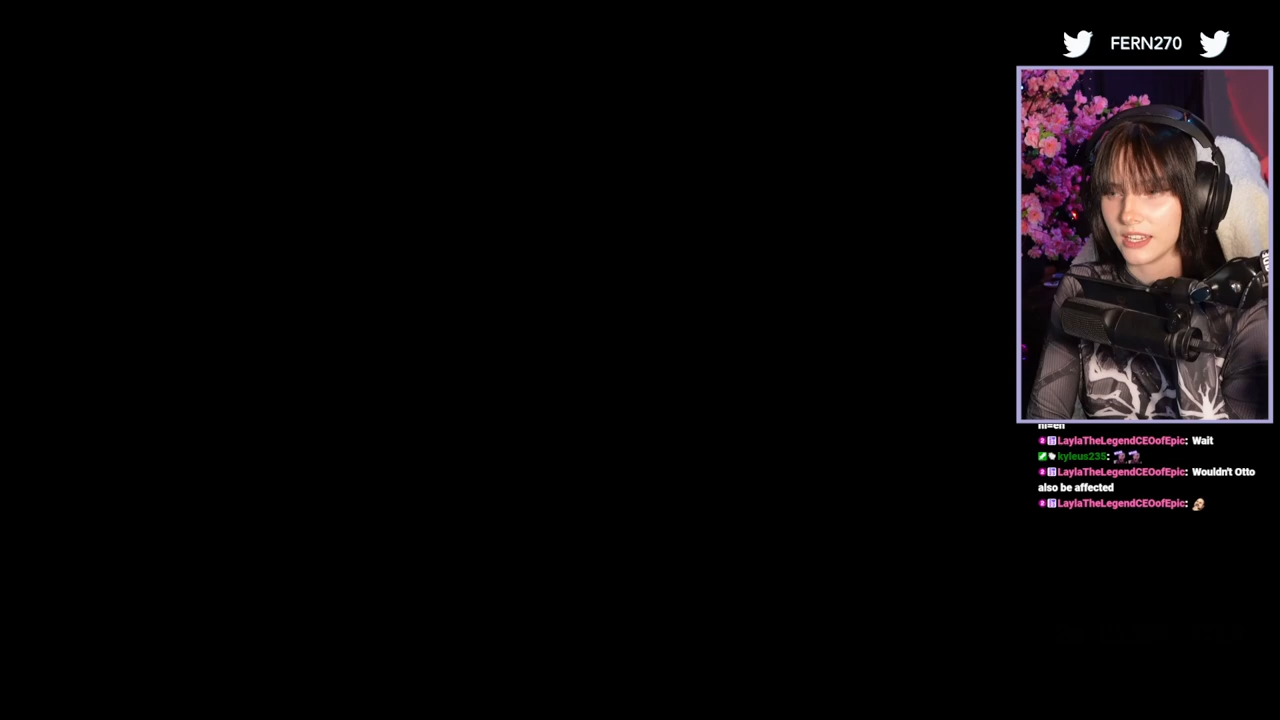 FERN270
LaylaTheLegendCEOofEpic: Wait
kyleus235:
LaylaTheLegendCEOofEpic: Wouldn't Otto
also be affected
LaylaTheLegendCEOofEpic: